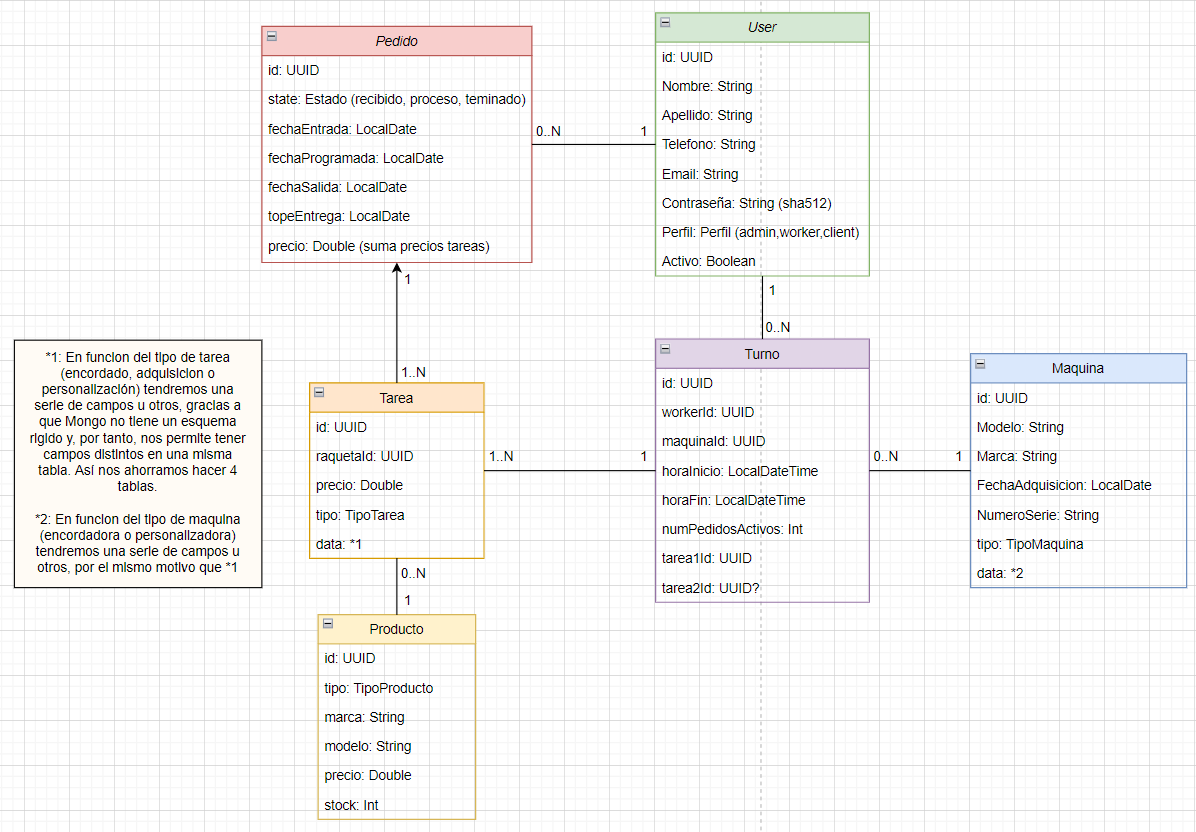 Pedido
id: UUID
state: Estado (recibido, proceso, teminado)
fechaEntrada: LocalDate
fechaProgramada: LocalDate
fechaSalida: LocalDate
topeEntrega: LocalDate
precio: Double (suma precios tareas)
0..N
1
User
id: UUID
Nombre: String
Apellido: String
Telefono: String
Email: String
Contraseña: String (sha512)
Perfil: Perfil (admin,worker,client)
Activo: Boolean
1
1..N
1
0..N
*1: En funcion del tipo de tarea
(encordado, adquisicion o
personalización) tendremos una
serie de campos u otros, gracias a
que Mongo no tiene un esquema
rigido y, por tanto, nos permite tener
campos distintos en una misma
tabla. Así nos ahorramos hacer 4
tablas.
*2: En funcion del tipo de maquina
(encordadora o personalizadora)
tendremos una serie de campos u
otros, por el mismo motivo que *1
Tarea
id: UUID
raquetaId: UUID
precio: Double
tipo: TipoTarea
data: *1
1..N
1
Turno
id: UUID
workerId: UUID
maquinaId: UUID
horaInicio: LocalDateTime
horaFin: LocalDateTime
numPedidosActivos: Int
tarea1Id: UUID
tarea2Id: UUID?
0..N
1
Maquina
id: UUID
Modelo: String
Marca: String
FechaAdquisicion: LocalDate
NumeroSerie: String
tipo: TipoMaquina
data: *2
0..N
1
Producto
id: UUID
tipo: TipoProducto
marca: String
modelo: String
precio: Double
stock: Int